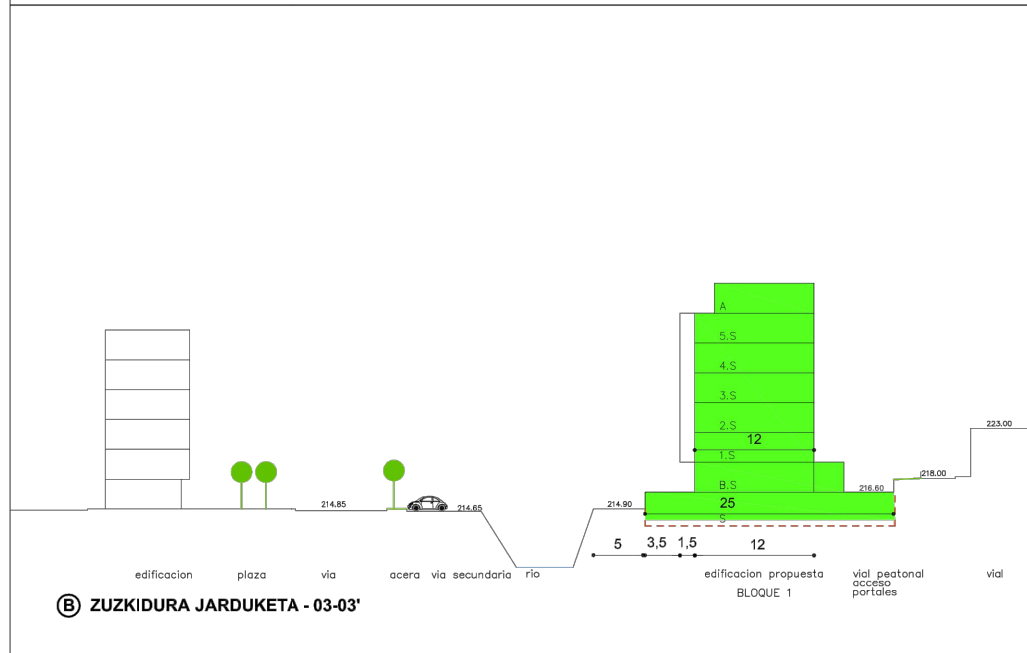 A
5.S
4.S
3.S
2.S
12
1.S
B.S
25
S
223.00
218.00
216.60
214.85
214.65
214.90
5
3,5
1,5
12
edificacion
plaza
via
acera
via secundaria
rio
edificacion propuesta
BLOQUE 1
vial peatonal
acceso
portales
vial
B ZUZKIDURA JARDUKETA - 03-03'